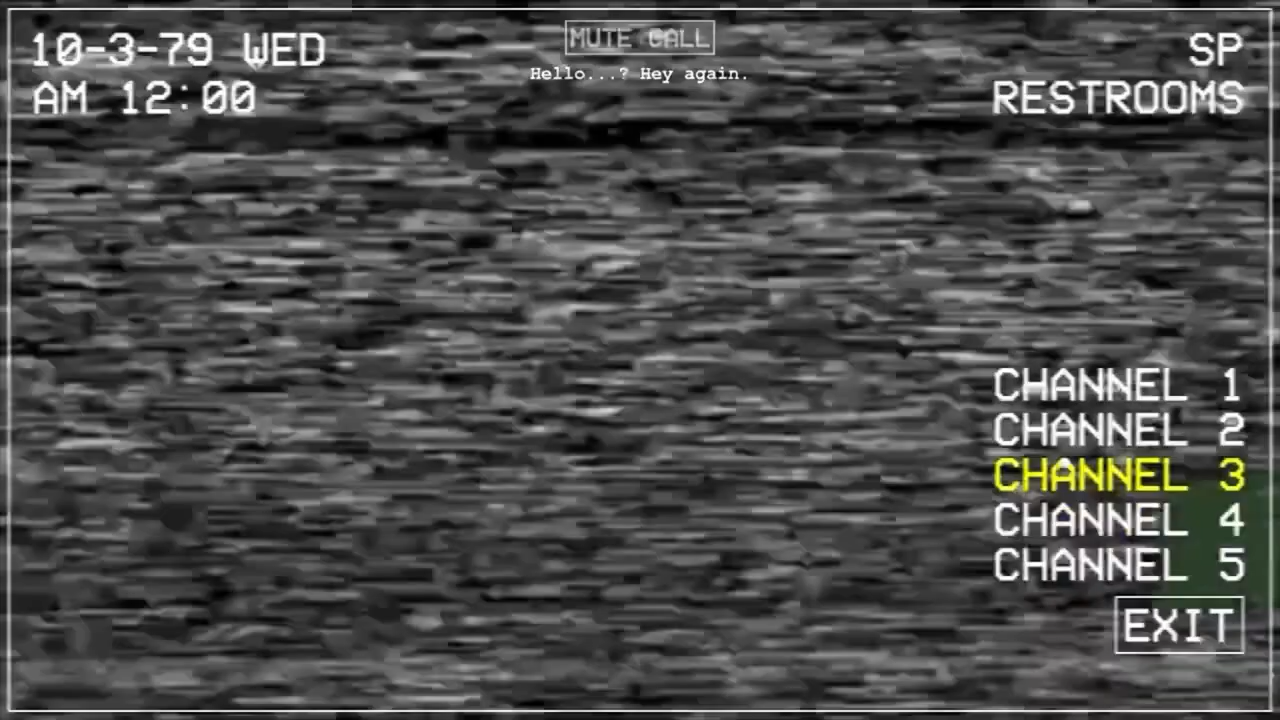 10-3-79 WED
AM 12:00
MUTE CALL
Hello...? Hey again.
SP
RESTROOMS
CHANNEL 1
CHANNEL 2
CHANNEL 3
CHANNEL 4
CHANNEL 5
EXIT